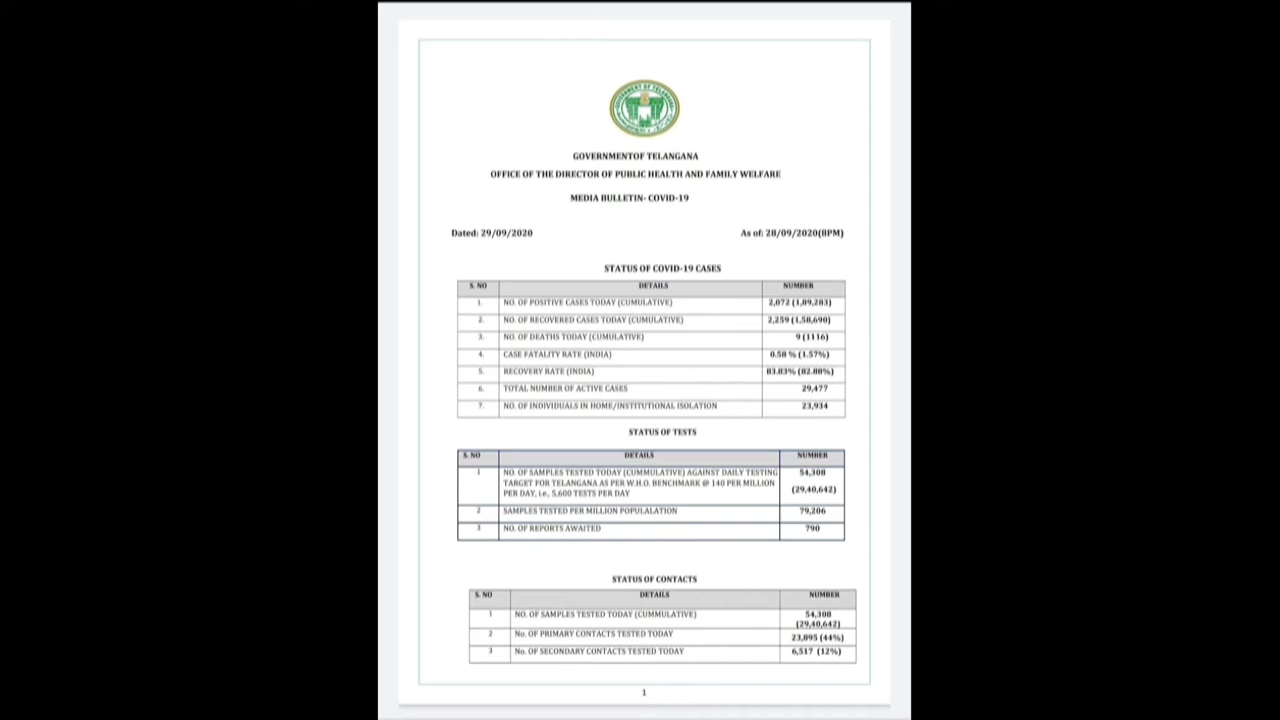 GOVERNMENTOF TELANGANA
OFFICE OF THE DIRECTOR OF PUBLIC HEALTH AND FAMILY WELFARE
MEDIA BULLETIN- COVID-19
Dated: 29/09/2020 As of: 28/09/2020(8PM)
STATUS OF COVID-19 CASES
S. NO DETAILS NUMBER
1. NO. OF POSITIVE CASES TODAY (CUMULATIVE) 2,072 (1,89,283)
2. NO. OF RECOVERED CASES TODAY (CUMULATIVE) 2,259 (1,58,690)
3. NO. OF DEATHS TODAY (CUMULATIVE) 9 (1116)
4. CASE FATALITY RATE (INDIA) 0.58 % (1.57%)
5. RECOVERY RATE (INDIA) 83.83% (82.88%)
6. TOTAL NUMBER OF ACTIVE CASES 29,477
7. NO. OF INDIVIDUALS IN HOME/INSTITUTIONAL ISOLATION 23,934
STATUS OF TESTS
S. NO DETAILS NUMBER
1 NO. OF SAMPLES TESTED TODAY (CUMMULATIVE) AGAINST DAILY TESTING 54,308
TARGET FOR TELANGANA AS PER W.H.O. BENCHMARK @ 140 PER MILLION (29,40,642)
PER DAY, i.e., 5,600 TESTS PER DAY
2 SAMPLES TESTED PER MILLION POPULALATION 79,206
3 NO. OF REPORTS AWAITED 790
STATUS OF CONTACTS
S. NO DETAILS NUMBER
1 NO. OF SAMPLES TESTED TODAY (CUMMULATIVE) 54,308
(29,40,642)
2 No. OF PRIMARY CONTACTS TESTED TODAY 23,895 (44%)
3 No. OF SECONDARY CONTACTS TESTED TODAY 6,517 (12%)
1